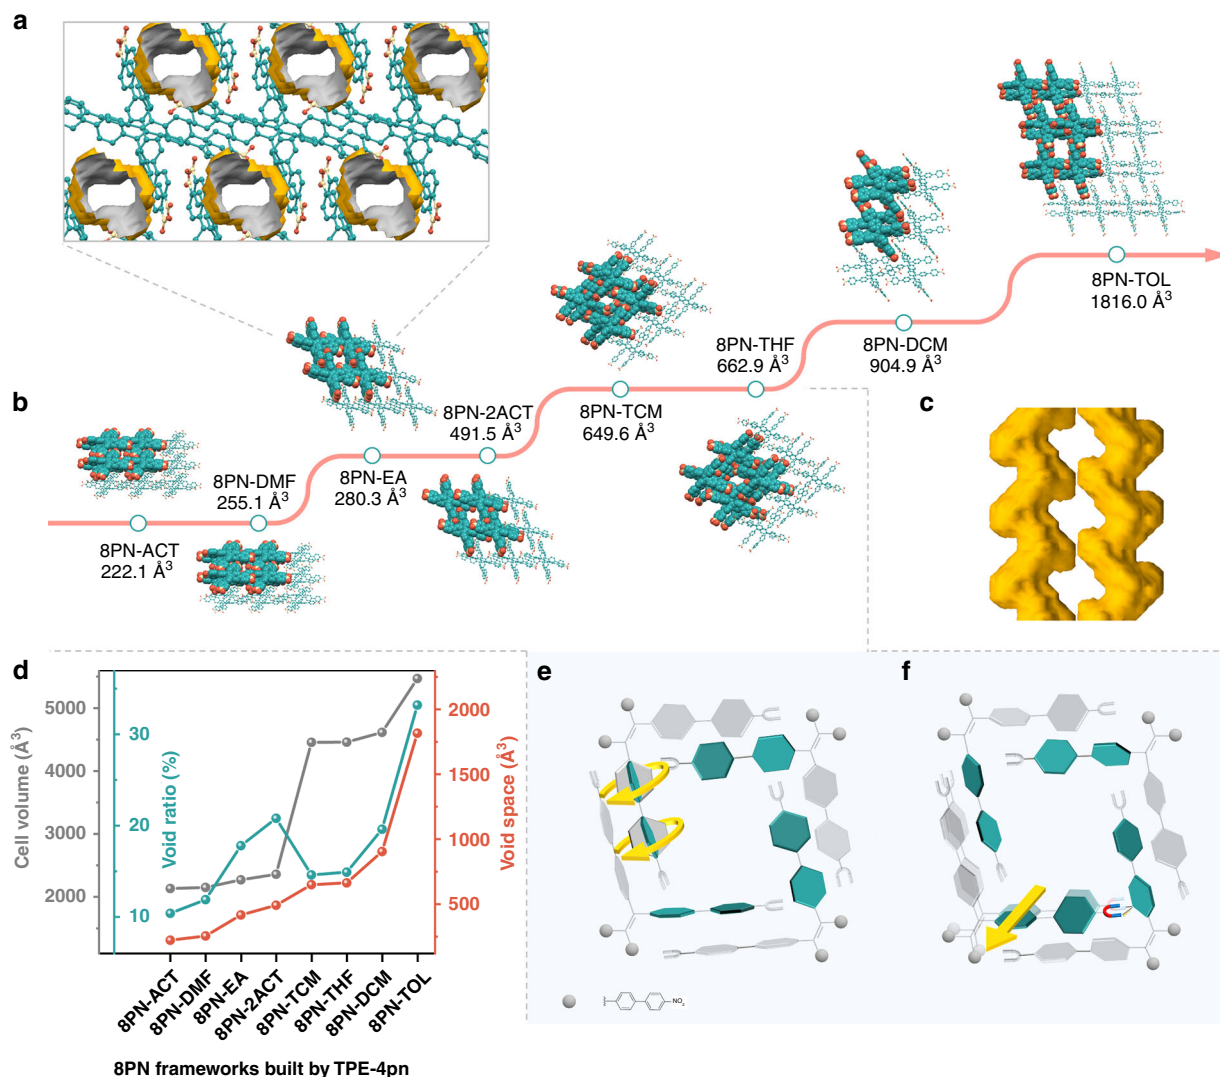 a
b
8PN-ACT
222.1 Å³
8PN-DMF
255.1 Å³
8PN-EA
280.3 Å³
8PN-2ACT
491.5 Å³
8PN-TCM
649.6 Å³
8PN-THF
662.9 Å³
8PN-DCM
904.9 Å³
8PN-TOL
1816.0 Å³
c
d
Cell volume (Å³)
5000
4000
3000
2000
Void ratio (%)
30
20
10
Void space (Å³)
2000
1750
1500
1000
500
8PN-ACT
8PN-DMF
8PN-EA
8PN-2ACT
8PN-TCM
8PN-THF
8PN-DCM
8PN-TOL
8PN frameworks built by TPE-4pn
e
NO₂
f